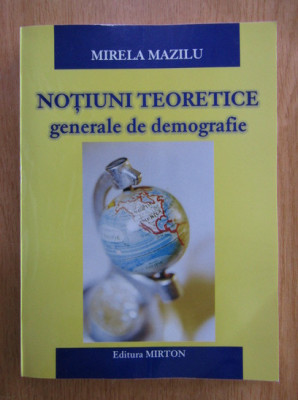 MIRELA MAZILU
NOȚIUNI TEORETICE
generale de demografie
Editura MIRTON